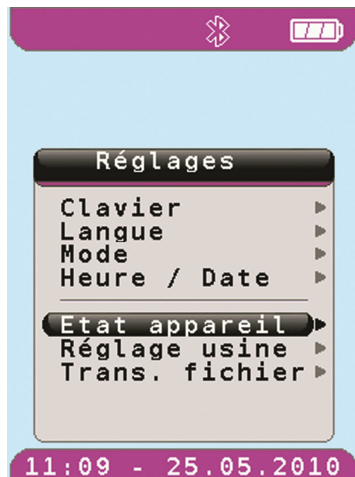 Réglages
Clavier
Langue
Mode
Heure / Date
Etat appareil
Réglage usine
Trans. fichier
11:09 - 25.05.2010